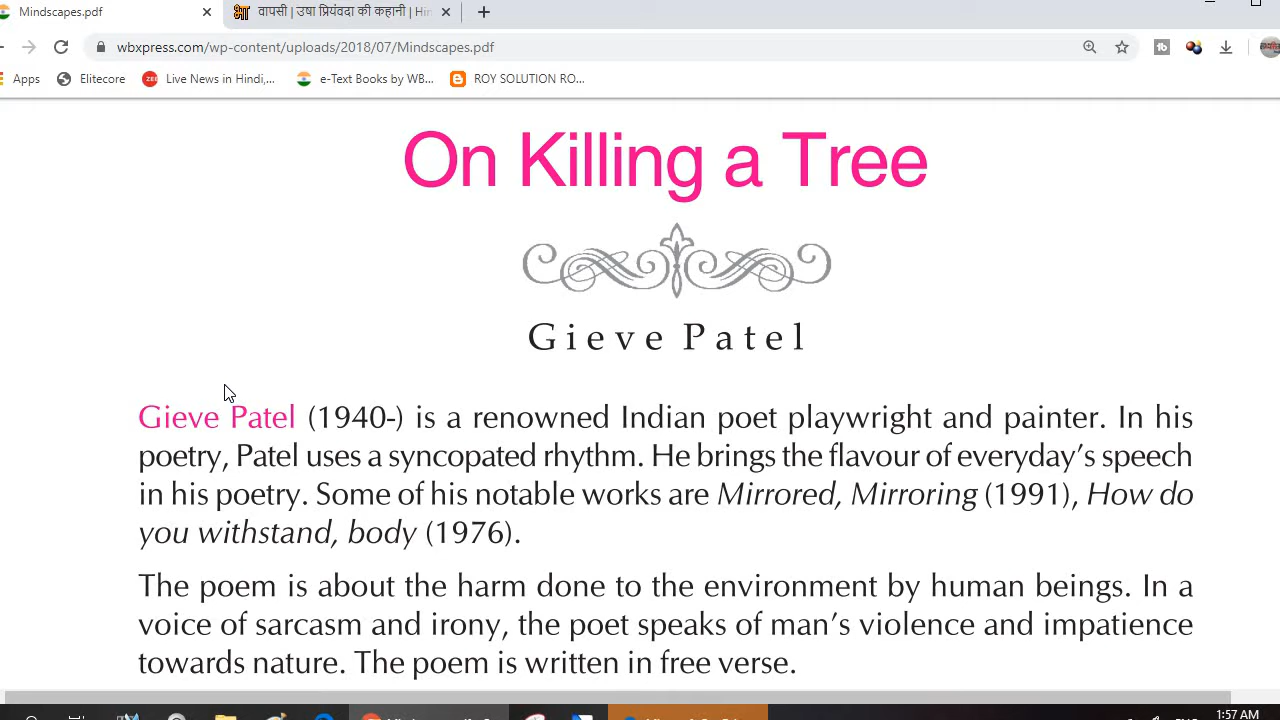 Mindscapes.pdf
वापसी | उषा प्रियंवदा की कहानी | Hin
wbxpress.com/wp-content/uploads/2018/07/Mindscapes.pdf
Apps Elitecore Live News in Hindi,... e-Text Books by WB... ROY SOLUTION RO...
On Killing a Tree
Gieve Patel
Gieve Patel (1940-) is a renowned Indian poet playwright and painter. In his
poetry, Patel uses a syncopated rhythm. He brings the flavour of everyday's speech
in his poetry. Some of his notable works are Mirrored, Mirroring (1991), How do
you withstand, body (1976).
The poem is about the harm done to the environment by human beings. In a
voice of sarcasm and irony, the poet speaks of man's violence and impatience
towards nature. The poem is written in free verse.
1:57 AM